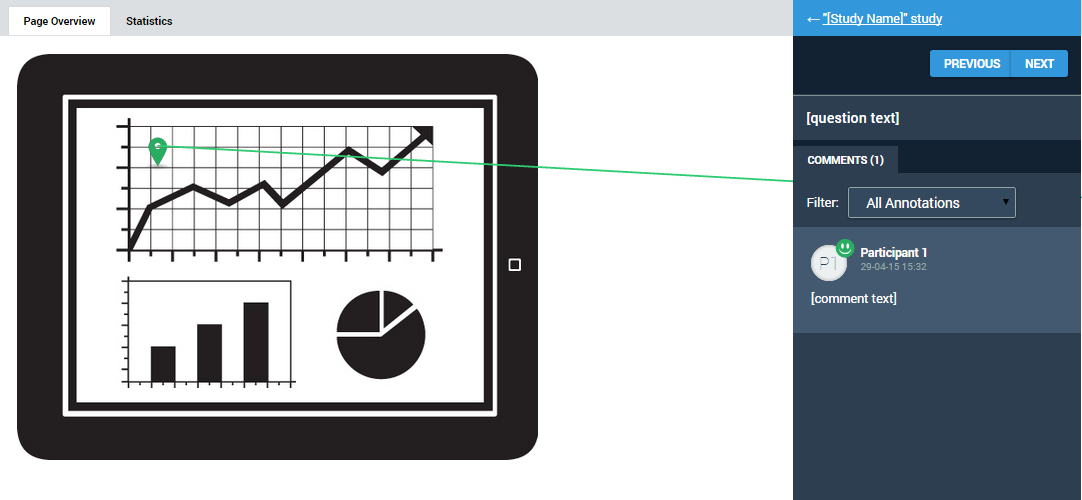 Page Overview
Statistics
←"[Study Name]" study
PREVIOUS
NEXT
[question text]
COMMENTS (1)
Filter:
All Annotations
P1
Participant 1
29-04-15 15:32
[comment text]